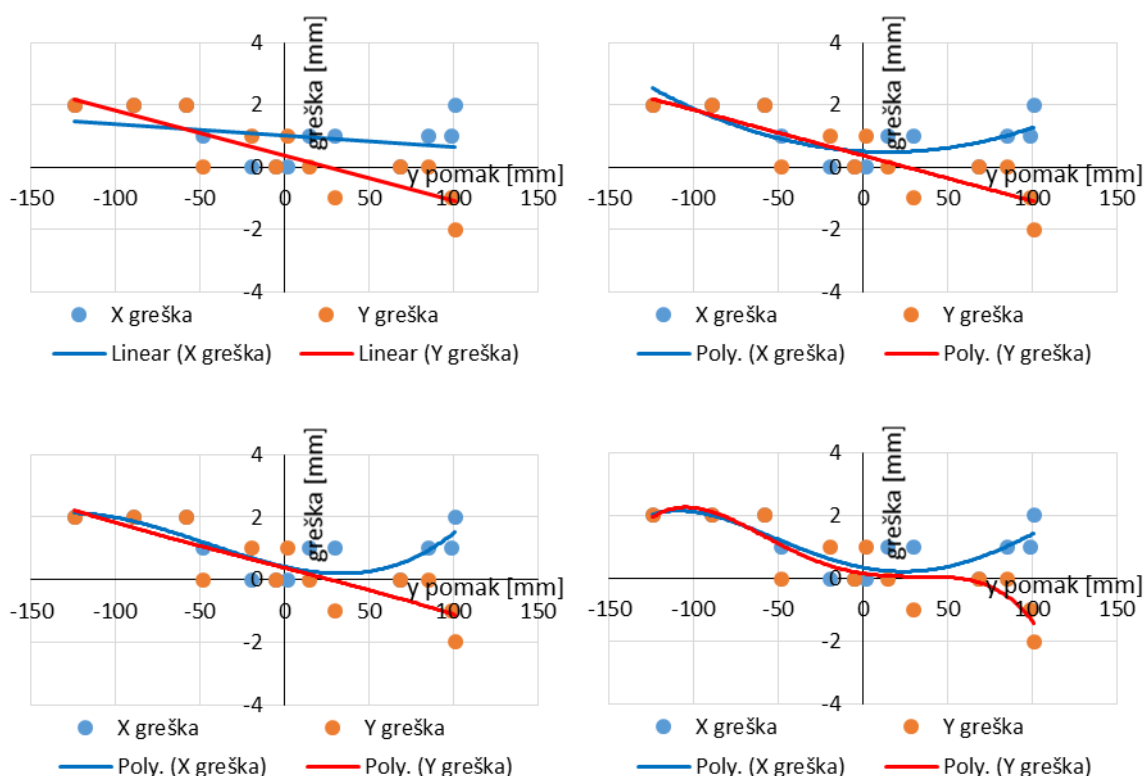 4
2
0
-2
-4
-150
-100
-50
0
50
100
150
greška [mm]
y pomak [mm]
X greška
Y greška
Linear (X greška)
Linear (Y greška)
4
2
0
-2
-4
-150
-100
-50
0
50
100
150
greška [mm]
y pomak [mm]
X greška
Y greška
Poly. (X greška)
Poly. (Y greška)
4
2
0
-2
-4
-150
-100
-50
0
50
100
150
greška [mm]
y pomak [mm]
X greška
Y greška
Poly. (X greška)
Poly. (Y greška)
4
2
0
-2
-4
-150
-100
-50
0
50
100
150
greška [mm]
y pomak [mm]
X greška
Y greška
Poly. (X greška)
Poly. (Y greška)